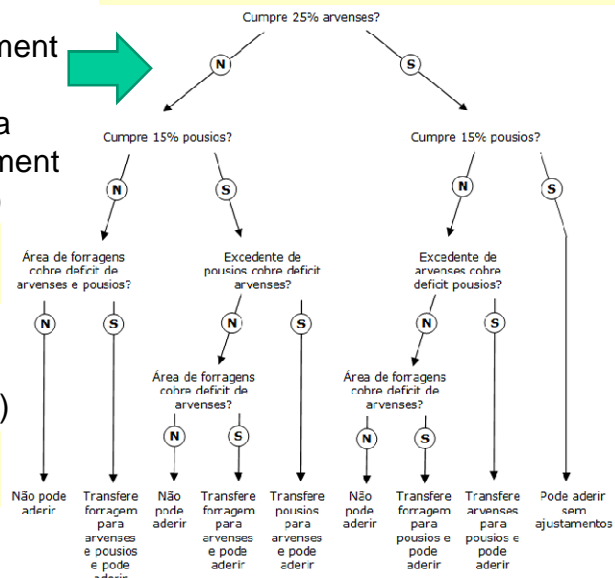 Cumpre 25% arvenses?
ment
N
S
a
ment
)
Cumpre 15% pousics?
Cumpre 15% pousios?
N
S
N
S
Área de forragens
cobre deficit de
arvenses e pousios?
Excedente de
pousios cobre deficit
arvenses?
Excedente de
arvenses cobre
deficit pousios?
N
S
N
S
N
S
Área de forragens
cobre deficit de
arvenses?
Área de forragens
cobre deficit de
arvenses?
)
N
S
N
S
Não pode
aderir
Transfere
forragem
para
arvenses
e pousios
e pode
aderir
Não
pode
aderir
Transfere
forragem
para
arvenses
e pode
aderir
Transfere
pousios
para
arvenses
e pode
aderir
Não
pode
aderir
Transfere
forragem
para
pousios e
pode
aderir
Transfere
arvenses
para
pousios e
pode
aderir
Pode aderir
sem
ajustamentos